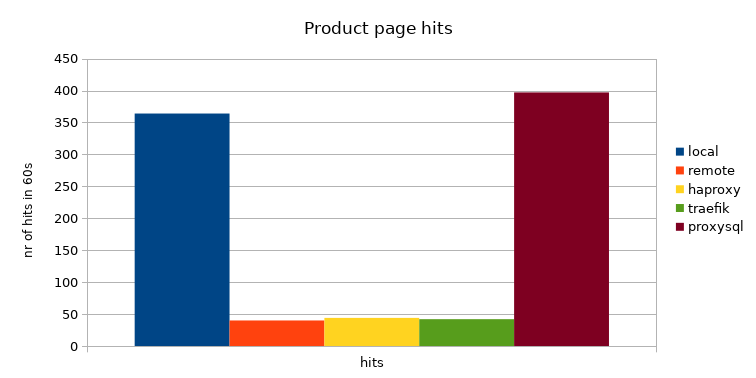 Product page hits
450
400
350
300
250
200
150
100
50
0
nr of hits in 60s
hits
local
remote
haproxy
traefik
proxysql